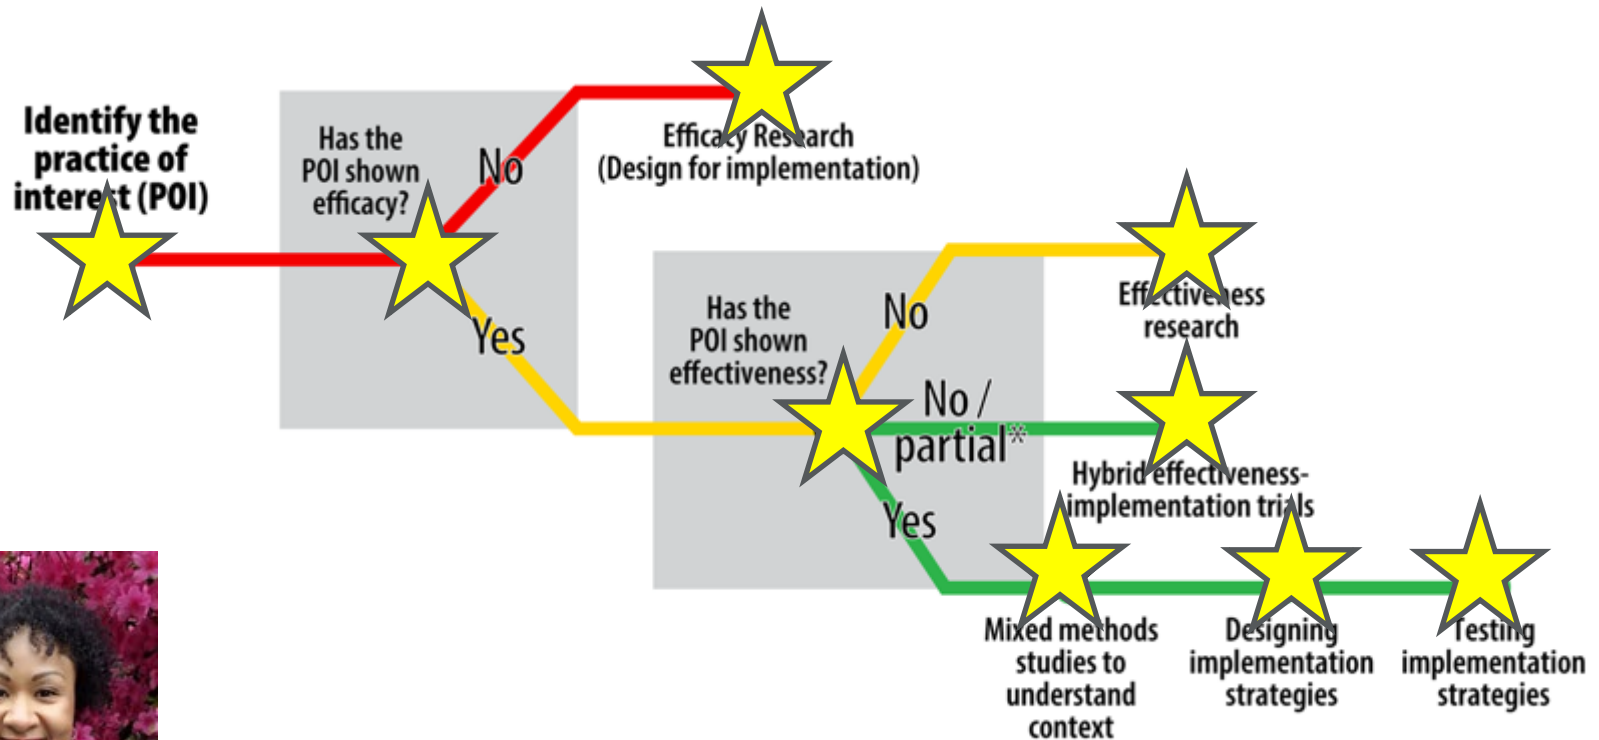 Identify the
practice of
interest (POI)
Has the
POI shown
efficacy?
No
Yes
Efficacy Research
(Design for implementation)
Has the
POI shown
effectiveness?
No
No /
partial*
Yes
Effectiveness
research
Hybrid effectiveness-
implementation trials
Mixed methods
studies to
understand
context
Designing
implementation
strategies
Testing
implementation
strategies